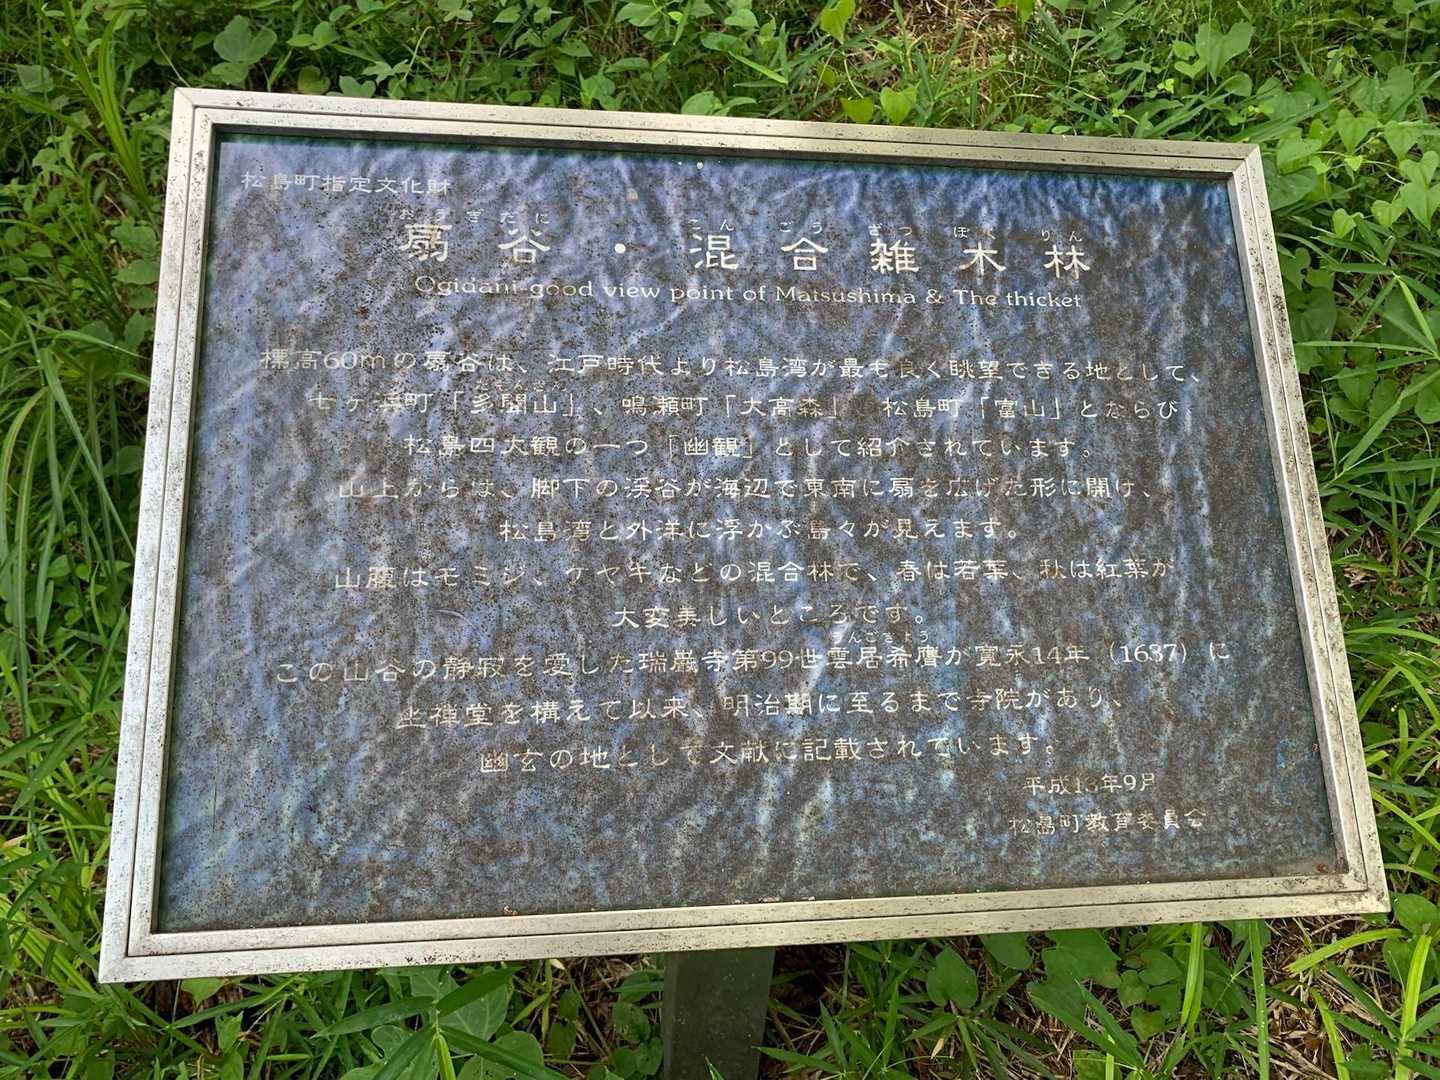 松島町指定文化財
おうぎだに こんごうざつぼくりん
扇谷・混合雑木林
Ogidani-good view point of Matsushima & The thicket
標高60mの扇谷は、江戸時代より松島湾が最も良く眺望できる地として、
たもんざん
七ヶ浜町「多聞山」、鳴瀬町「大高森」、松島町「富山」とならび
松島四大観の一つ「幽観」として紹介されています。
山上からは、脚下の渓谷が海辺で東南に扇を広げた形に開け、
松島湾と外洋に浮かぶ島々が見えます。
山腹はモミジ、ケヤキなどの混合林で、春は若葉、秋は紅葉が
大変美しいところです。
うんごきよう
この山谷の静寂を愛した瑞巌寺第99世雲居希膺が寛永14年（1637）に
坐禅堂を構えて以来、明治期に至るまで寺院があり、
幽玄の地として文献に記載されています。
平成 年9月
松島町教育委員会